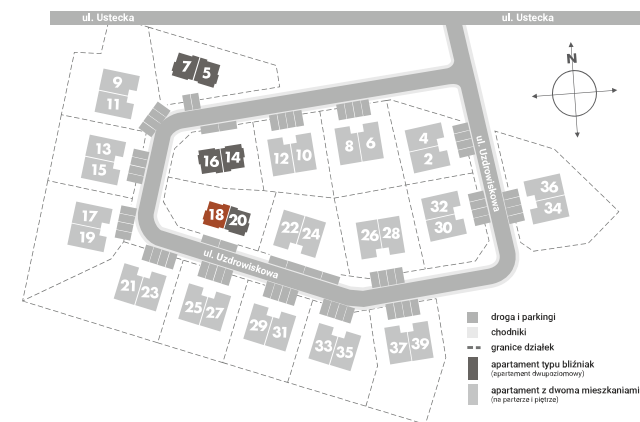 ul. Ustecka
ul. Ustecka
7 5
N
9
11
13
15
16 14
12 10
8 6
4
2
ul. Uzdrowiskowa
17
19
18 20
22 24
26 28
32
30
36
34
ul. Uzdrowiskowa
21 23
25 27
29 31
33 35
37 39
droga i parkingi
chodniki
granice działek
apartament typu bliźniak
(apartament dwupoziomowy)
apartament z dwoma mieszkaniami
(na parterze i piętrze)